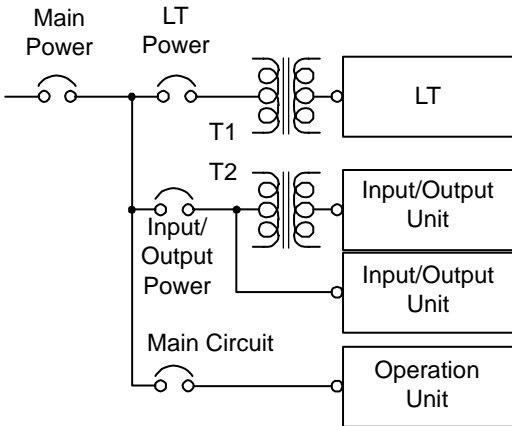 Main
Power
LT
Power
T1
LT
T2
Input/Output
Unit
Input/
Output
Power
Input/Output
Unit
Main Circuit
Operation
Unit